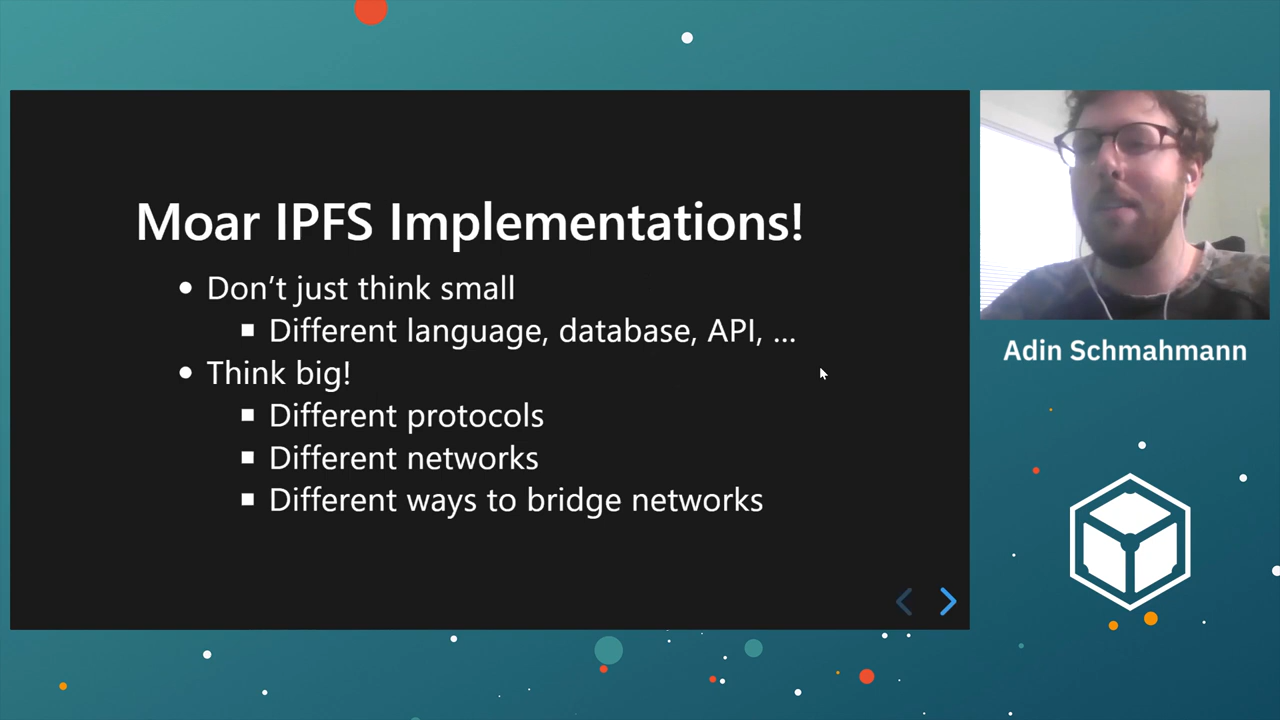 Moar IPFS Implementations!
Don’t just think small
Different language, database, API, ...
Think big!
Different protocols
Different networks
Different ways to bridge networks
Adin Schmahmann